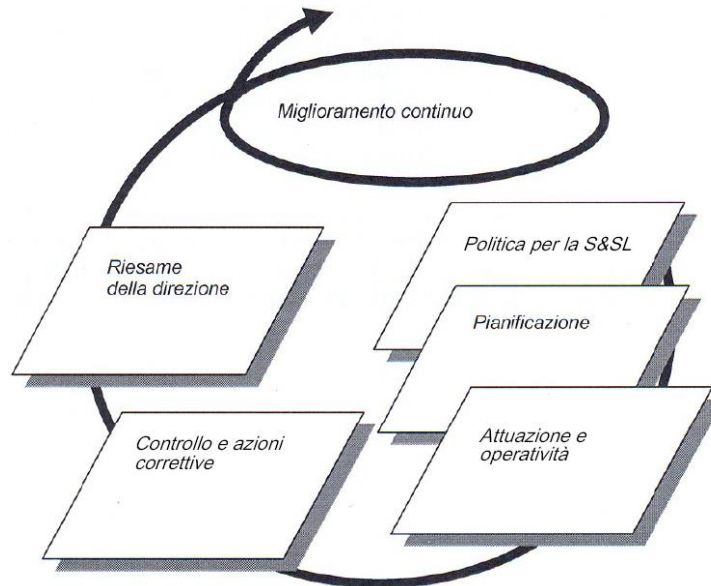 Miglioramento continuo
Politica per la S&SL
Pianificazione
Attuazione e
operatività
Controllo e azioni
correttive
Riesame
della direzione